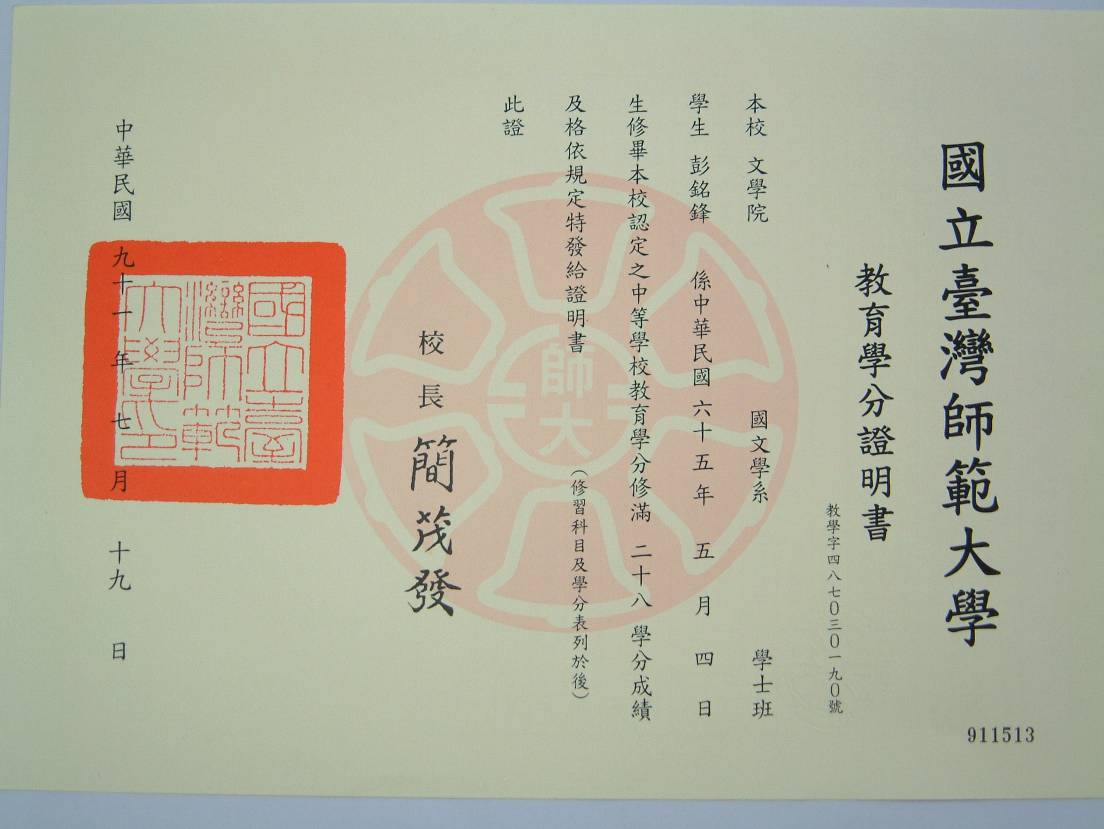 國立臺灣師範大學
教育學分證明書
教學字四八七0三0一九0號
本校 文學院 國文學系 學士班
學生 彭銘鋒 係中華民國 六十五年 五 月 四 日
生修畢本校認定之中等學校教育學分修滿 二十八 學分成績
及格依規定特發給證明書 (修習科目及學分表列於後)
此證
校長 簡茂發
中華民國 九十一 年 七 月 十九 日
國立臺
灣師範
大學印
師大
911513